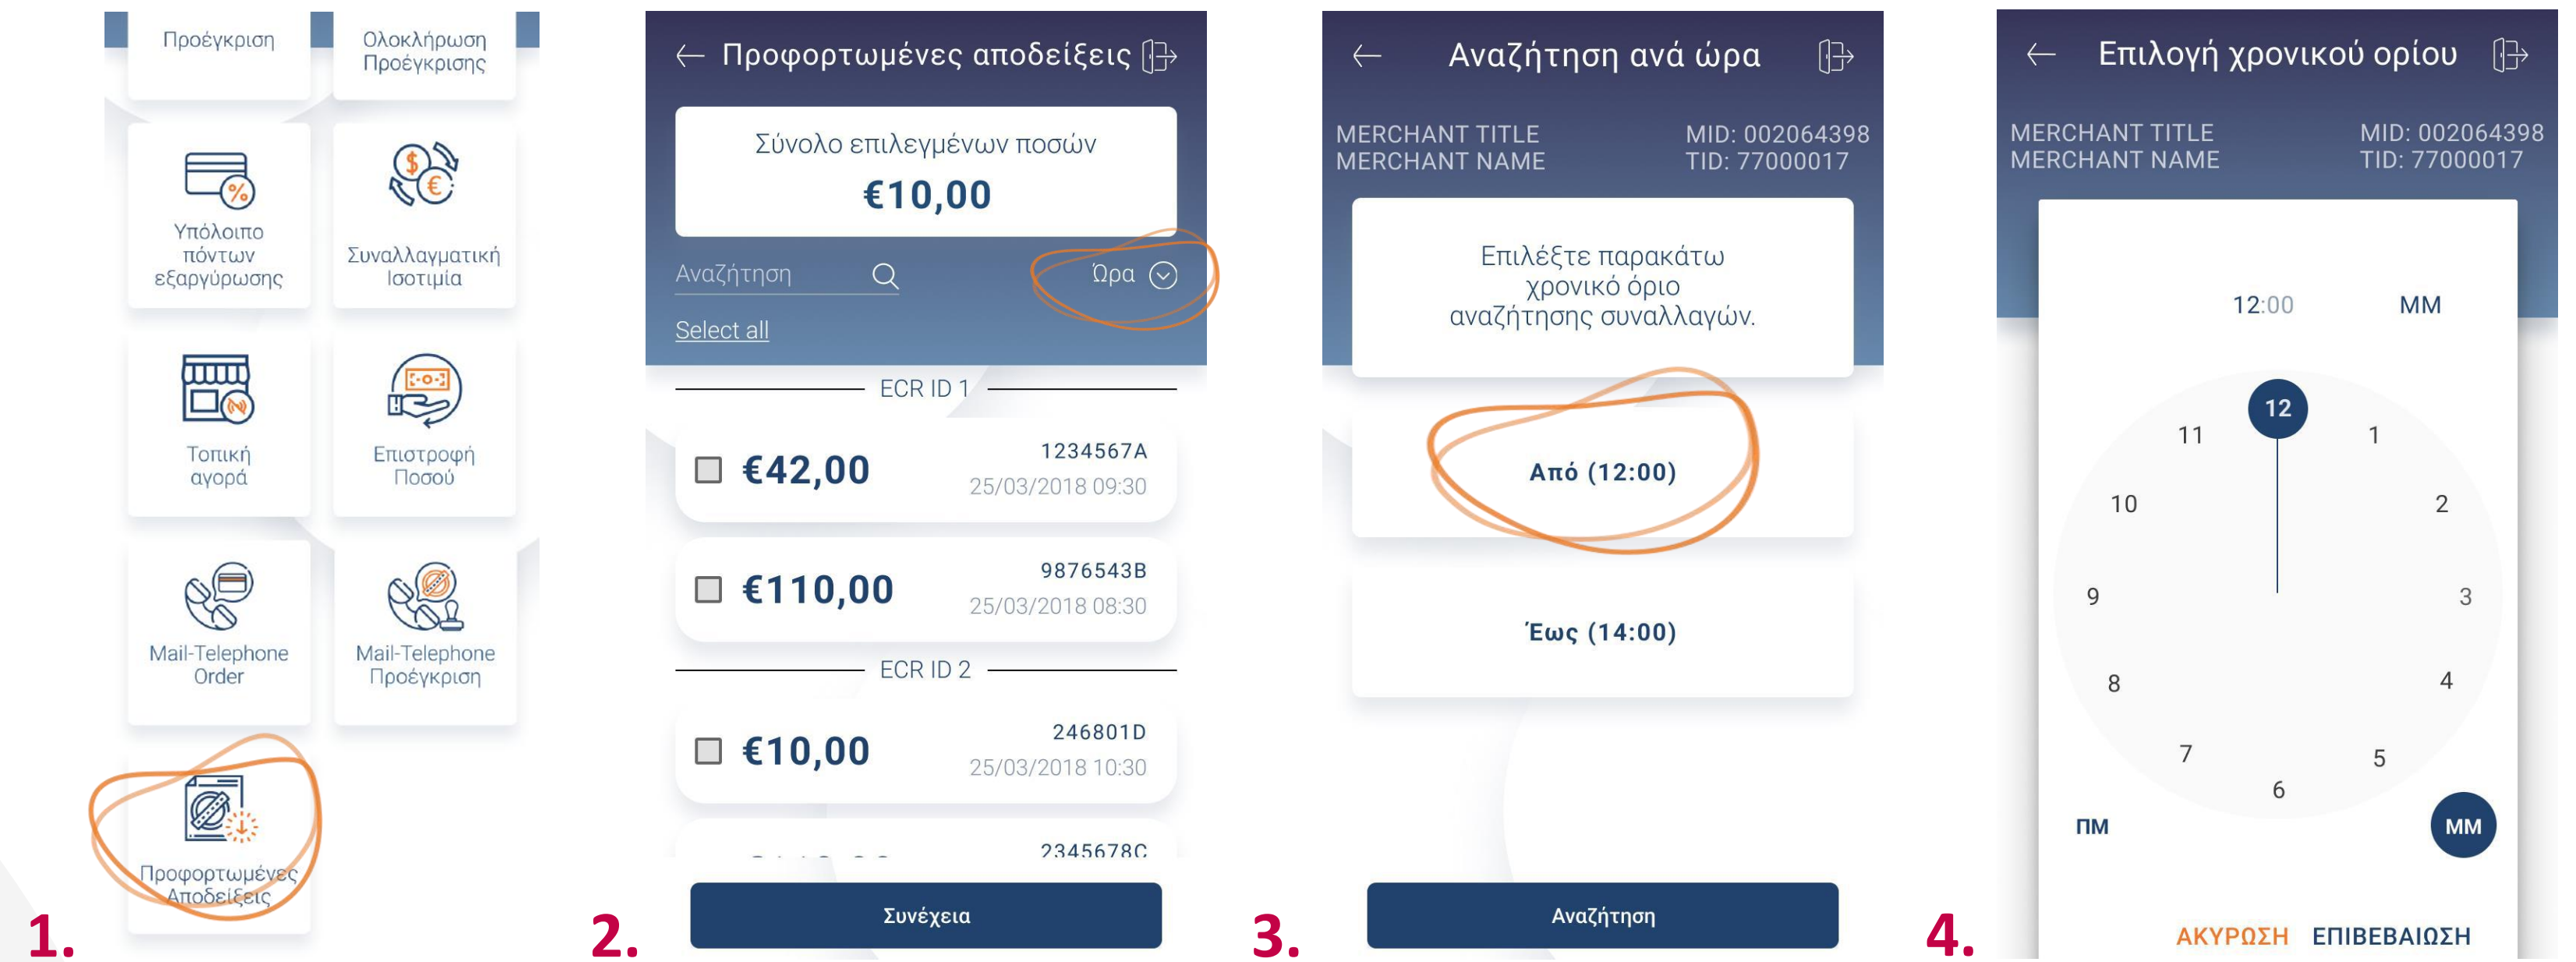 Προέγκριση
Ολοκλήρωση
Προέγκρισης
Υπόλοιπο
πόντων
εξαργύρωσης
Συναλλαγματική
Ισοτιμία
Τοπική
αγορά
Επιστροφή
Ποσού
Mail-Telephone
Order
Mail-Telephone
Προέγκριση
Προφορτωμένες
Αποδείξεις
1.
Προφορτωμένες αποδείξεις
Σύνολο επιλεγμένων ποσών
€10,00
Αναζήτηση
Ώρα
Select all
ECR ID 1
€42,00
1234567A
25/03/2018 09:30
€110,00
9876543B
25/03/2018 08:30
ECR ID 2
€10,00
246801D
25/03/2018 10:30
2345678C
Συνέχεια
2.
Αναζήτηση ανά ώρα
MERCHANT TITLE MID: 002064398
MERCHANT NAME TID: 77000017
Επιλέξτε παρακάτω
χρονικό όριο
αναζήτησης συναλλαγών.
Από (12:00)
Έως (14:00)
Αναζήτηση
3.
Επιλογή χρονικού ορίου
MERCHANT TITLE MID: 002064398
MERCHANT NAME TID: 77000017
12:00 ΜΜ
12
11 1
10 2
9 3
8 4
7 5
6
ΠΜ ΜΜ
ΑΚΥΡΩΣΗ ΕΠΙΒΕΒΑΙΩΣΗ
4.